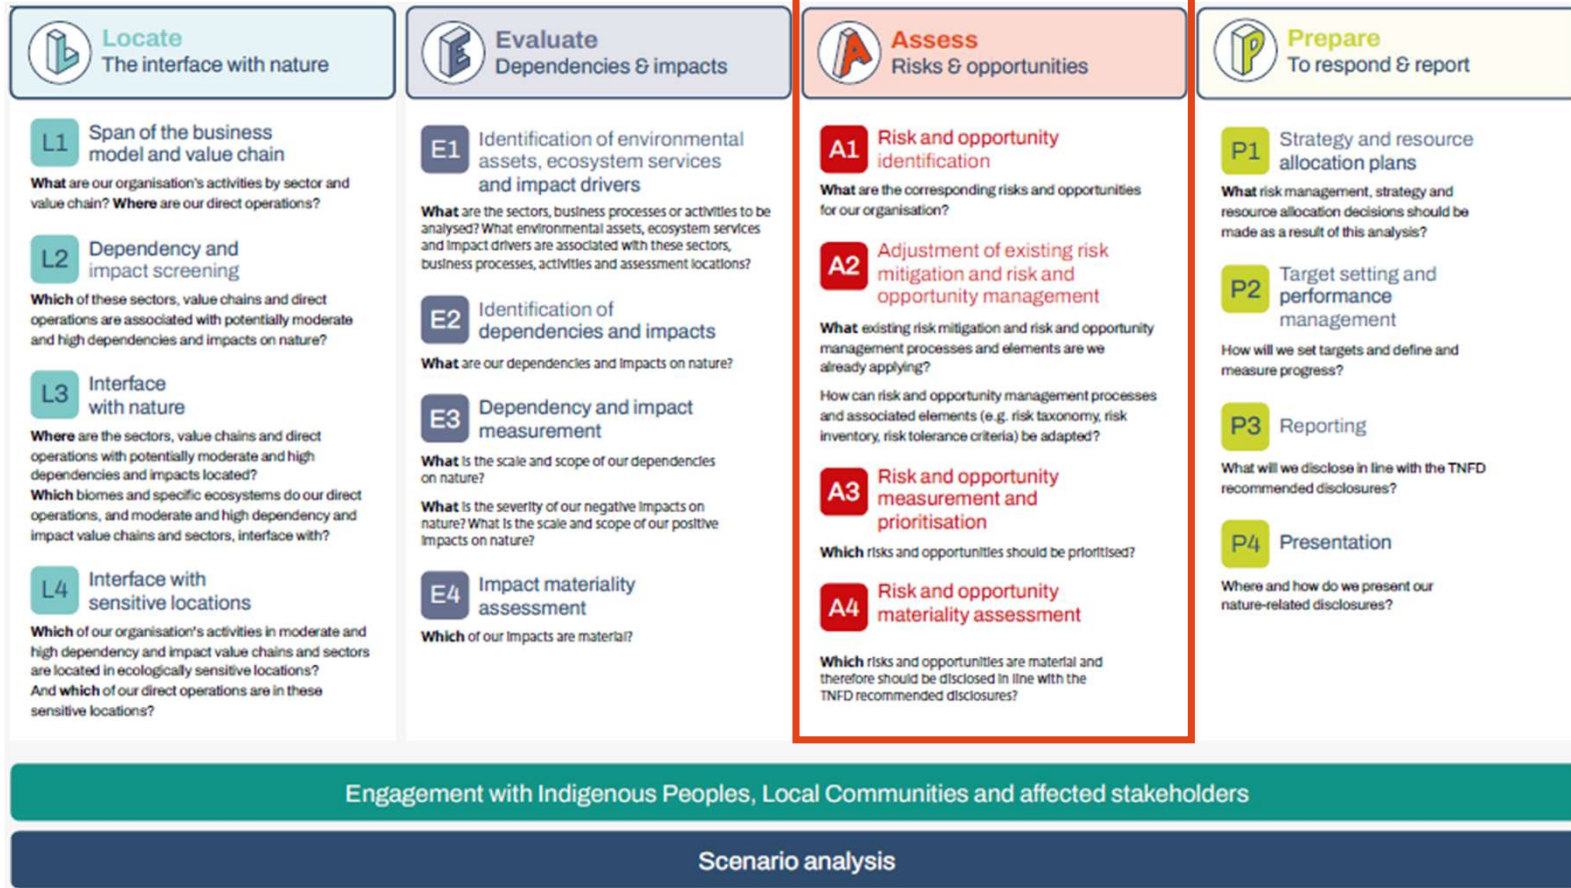 Locate
The interface with nature
L1
Span of the business
model and value chain
What are our organisation's activities by sector and
value chain? Where are our direct operations?
L2
Dependency and
impact screening
Which of these sectors, value chains and direct
operations are associated with potentially moderate
and high dependencies and impacts on nature?
L3
Interface
with nature
Where are the sectors, value chains and direct
operations with potentially moderate and high
dependencies and impacts located?
Which biomes and specific ecosystems do our direct
operations, and moderate and high dependency and
impact value chains and sectors, interface with?
L4
Interface with
sensitive locations
Which of our organisation's activities in moderate and
high dependency and impact value chains and sectors
are located in ecologically sensitive locations?
And which of our direct operations are in these
sensitive locations?
Evaluate
Dependencies & impacts
E1
Identification of environmental
assets, ecosystem services
and impact drivers
What are the sectors, business processes or activities to be
analysed? What environmental assets, ecosystem services
and impact drivers are associated with these sectors,
business processes, activities and assessment locations?
E2
Identification of
dependencies and impacts
What are our dependencies and impacts on nature?
E3
Dependency and impact
measurement
What is the scale and scope of our dependencies
on nature?
What is the severity of our negative impacts on
nature? What is the scale and scope of our positive
impacts on nature?
E4
Impact materiality
assessment
Which of our impacts are material?
Assess
Risks & opportunities
A1
Risk and opportunity
identification
What are the corresponding risks and opportunities
for our organisation?
A2
Adjustment of existing risk
mitigation and risk and
opportunity management
What existing risk mitigation and risk and opportunity
management processes and elements are we
already applying?
How can risk and opportunity management processes
and associated elements (e.g. risk taxonomy, risk
inventory, risk tolerance criteria) be adapted?
A3
Risk and opportunity
measurement and
prioritisation
Which risks and opportunities should be prioritised?
A4
Risk and opportunity
materiality assessment
Which risks and opportunities are material and
therefore should be disclosed in line with the
TNFD recommended disclosures?
Prepare
To respond & report
P1
Strategy and resource
allocation plans
What risk management, strategy and
resource allocation decisions should be
made as a result of this analysis?
P2
Target setting and
performance
management
How will we set targets and define and
measure progress?
P3
Reporting
What will we disclose in line with the TNFD
recommended disclosures?
P4
Presentation
Where and how do we present our
nature-related disclosures?
Engagement with Indigenous Peoples, Local Communities and affected stakeholders
Scenario analysis